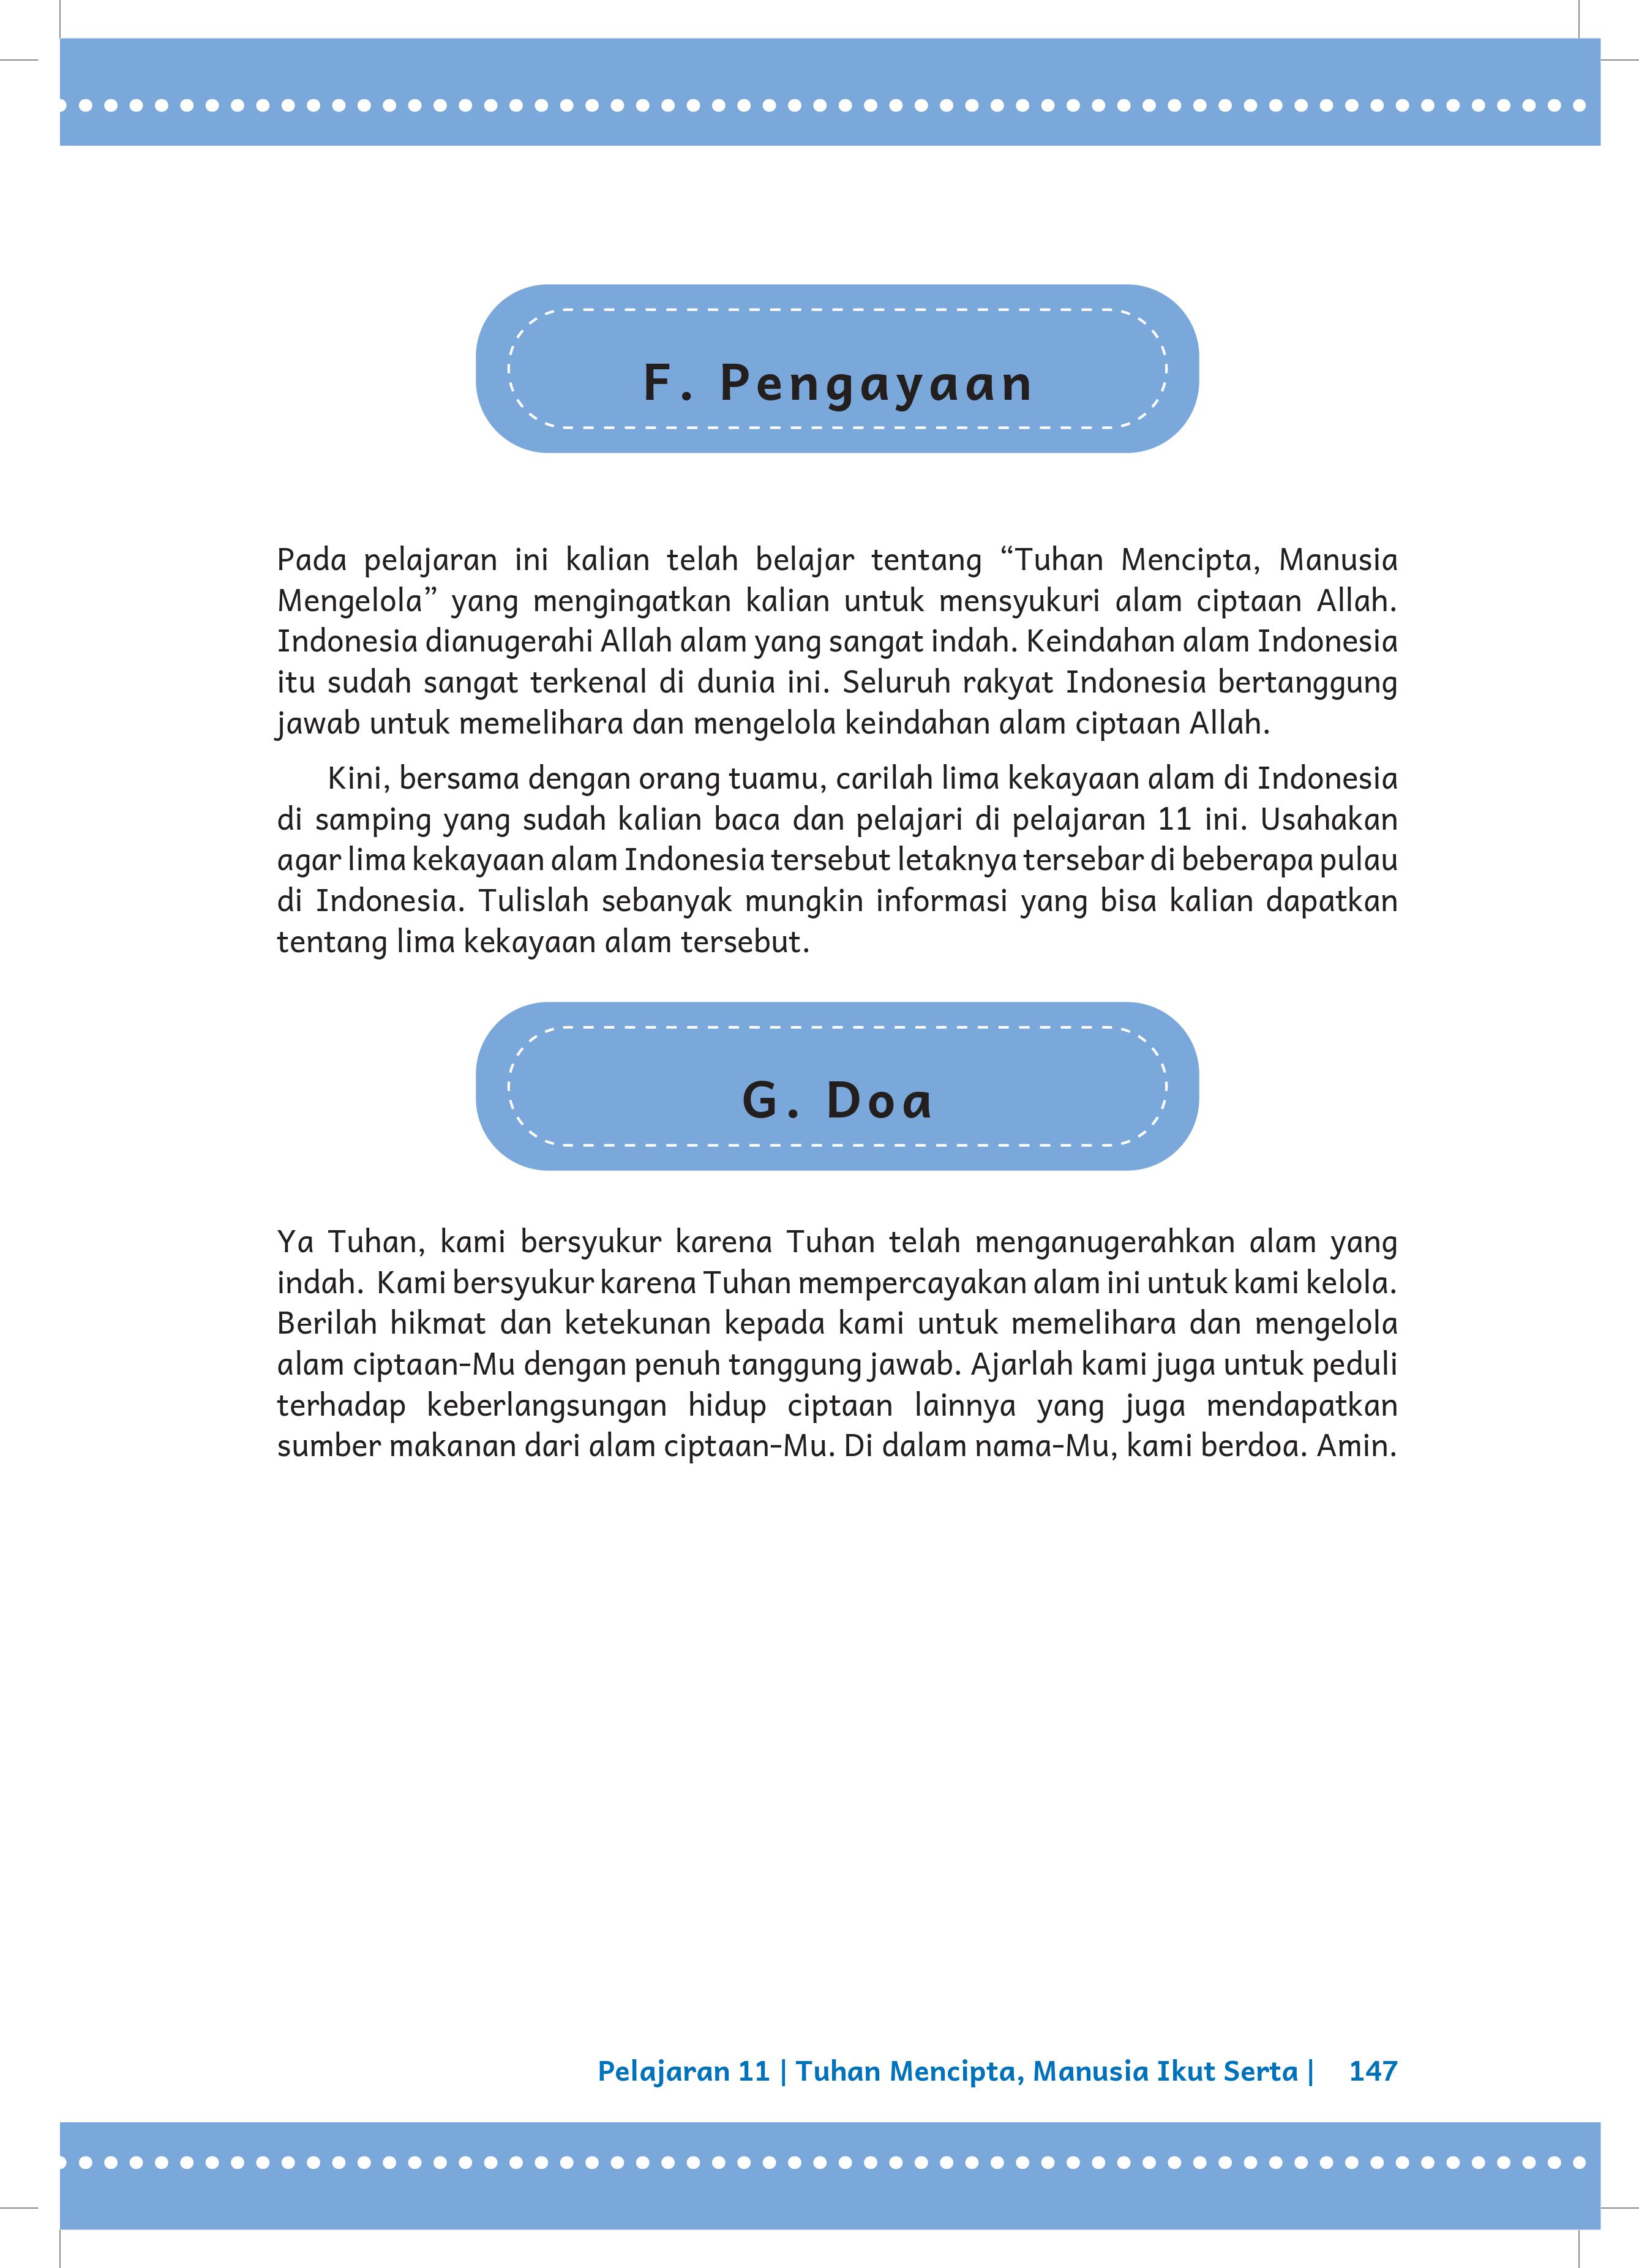 F. Pengayaan
Pada pelajaran ini kalian telah belajar tentang “Tuhan Mencipta, Manusia
Mengelola” yang mengingatkan kalian untuk mensyukuri alam ciptaan Allah.
Indonesia dianugerahi Allah alam yang sangat indah. Keindahan alam Indonesia
itu sudah sangat terkenal di dunia ini. Seluruh rakyat Indonesia bertanggung
jawab untuk memelihara dan mengelola keindahan alam ciptaan Allah.
Kini, bersama dengan orang tuamu, carilah lima kekayaan alam di Indonesia
di samping yang sudah kalian baca dan pelajari di pelajaran 11 ini. Usahakan
agar lima kekayaan alam Indonesia tersebut letaknya tersebar di beberapa pulau
di Indonesia. Tulislah sebanyak mungkin informasi yang bisa kalian dapatkan
tentang lima kekayaan alam tersebut.
G. Doa
Ya Tuhan, kami bersyukur karena Tuhan telah menganugerahkan alam yang
indah. Kami bersyukur karena Tuhan mempercayakan alam ini untuk kami kelola.
Berilah hikmat dan ketekunan kepada kami untuk memelihara dan mengelola
alam ciptaan-Mu dengan penuh tanggung jawab. Ajarlah kami juga untuk peduli
terhadap keberlangsungan hidup ciptaan lainnya yang juga mendapatkan
sumber makanan dari alam ciptaan-Mu. Di dalam nama-Mu, kami berdoa. Amin.
Pelajaran 11 | Tuhan Mencipta, Manusia Ikut Serta | 147